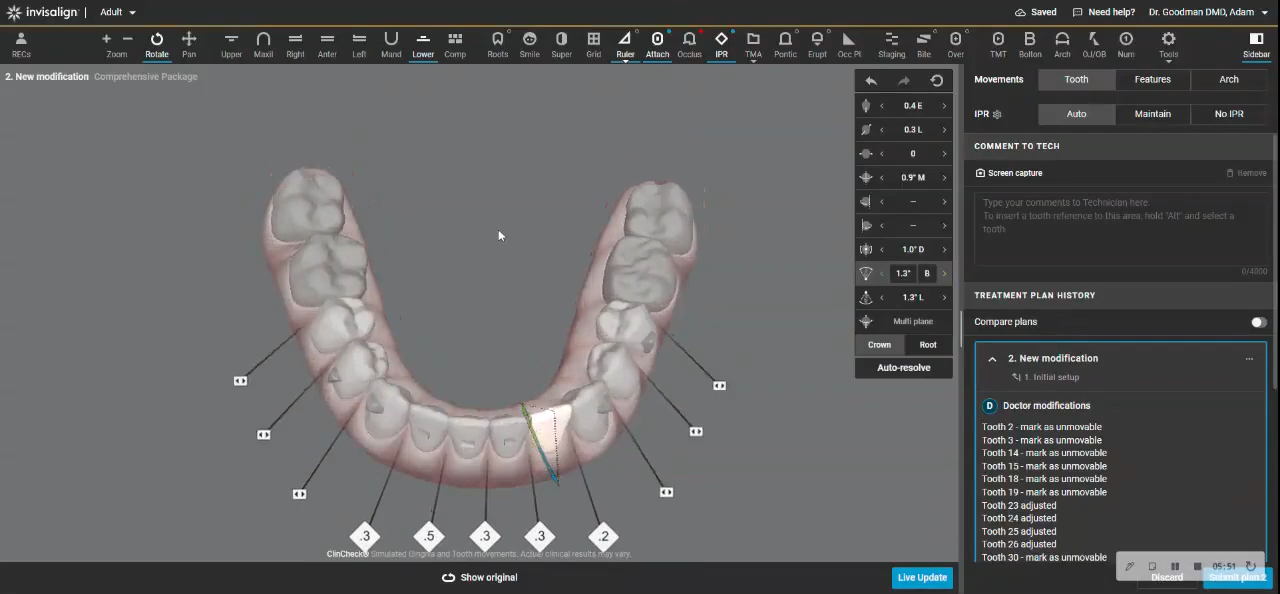 invisalign | Adult
Saved Need help? Dr. Goodman DMD, Adam
RECs Zoom Rotate Pan Upper Maxil Right Anter Left Mand Lower Comp Roots Smile Super Grid Ruler Attach Occlus IPR TMA Pontic Erupt Occ Pl Staging Bite Over TMT Bolton Arch OJ/OB Num Tools Sidebar
2. New modification Comprehensive Package
0.4 E
0.3 L
0
0.9° M
–
–
1.0° D
1.3° B
1.3° L
Multi plane
Crown Root
Auto-resolve
.3 .5 .3 .3 .2
ClinCheck® Simulated Gingiva and Tooth movements. Actual clinical results may vary.
Show original
Live Update
Movements Tooth Features Arch
IPR Auto Maintain No IPR
COMMENT TO TECH
Screen capture Remove
Type your comments to Technician here.
To insert a tooth reference to this area, hold "Alt" and select a
tooth
0/4000
TREATMENT PLAN HISTORY
Compare plans
2. New modification ...
1. Initial setup
D Doctor modifications
Tooth 2 - mark as unmovable
Tooth 3 - mark as unmovable
Tooth 14 - mark as unmovable
Tooth 15 - mark as unmovable
Tooth 18 - mark as unmovable
Tooth 19 - mark as unmovable
Tooth 23 adjusted
Tooth 24 adjusted
Tooth 25 adjusted
Tooth 26 adjusted
Tooth 30 - mark as unmovable
05:51
Discard Submit plan 2